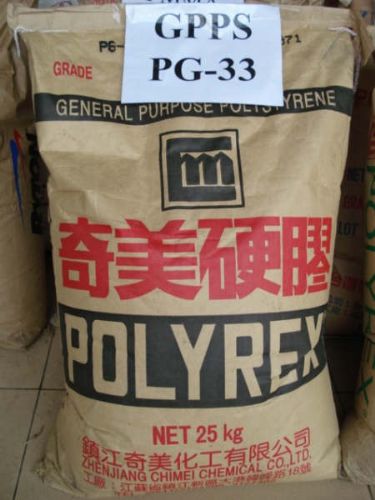 GPPS
PG-33
PG-
GRADE
GENERAL PURPOSE POLYSTYRENE
奇美硬膠
POLYREX
NET 25 kg
鎮江奇美化工有限公司
ZHENJIANG CHIMEI CHEMICAL CO.,LTD.